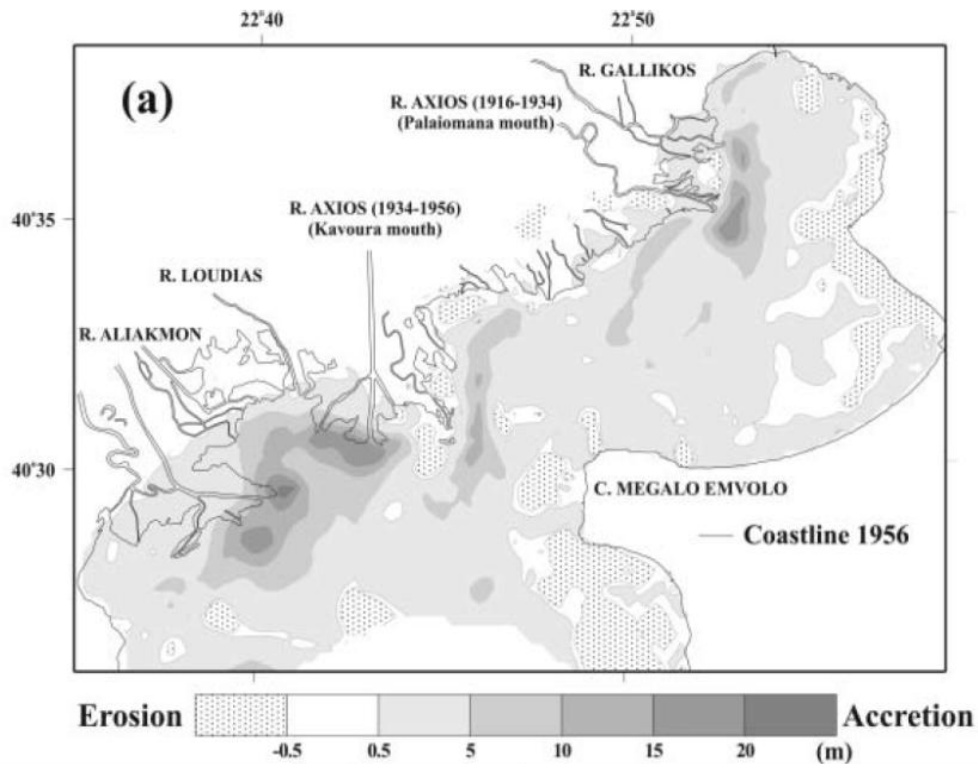 22°40
22°50
(a)
R. GALLIKOS
R. AXIOS (1916-1934)
(Palaiomana mouth)
40°35
R. AXIOS (1934-1956)
(Kavoura mouth)
R. LOUDIAS
R. ALIAKMON
40°30
C. MEGALO EMVOLO
Coastline 1956
Erosion
Accretion
-0.5
0.5
5
10
15
20
(m)